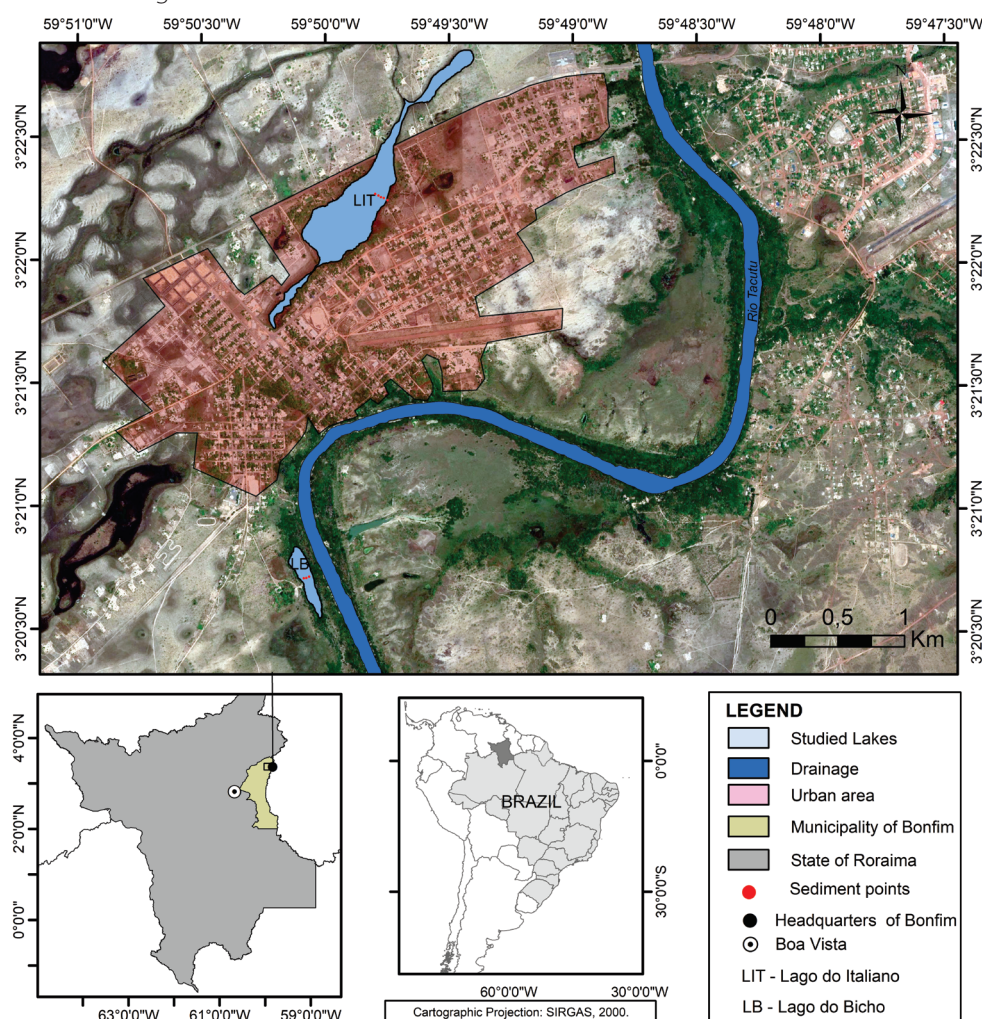 59°51'0"W 59°50'30"W 59°50'0"W 59°49'30"W 59°49'0"W 59°48'30"W 59°48'0"W 59°47'30"W
3°22'30"N 3°22'30"N
N
LIT
3°22'0"N 3°22'0"N
Rio Tacutu
3°21'30"N 3°21'30"N
3°21'0"N 3°21'0"N
LB
3°20'30"N 3°20'30"N
0 0,5 1
Km
4°0'0"N
2°0'0"N
0°0'0"
63°0'0"W 61°0'0"W 59°0'0"W
BRAZIL
0°0'0"
30°0'0"S
60°0'0"W 30°0'0"W
Cartographic Projection: SIRGAS, 2000.
LEGEND
Studied Lakes
Drainage
Urban area
Municipality of Bonfim
State of Roraima
Sediment points
Headquarters of Bonfim
Boa Vista
LIT - Lago do Italiano
LB - Lago do Bicho